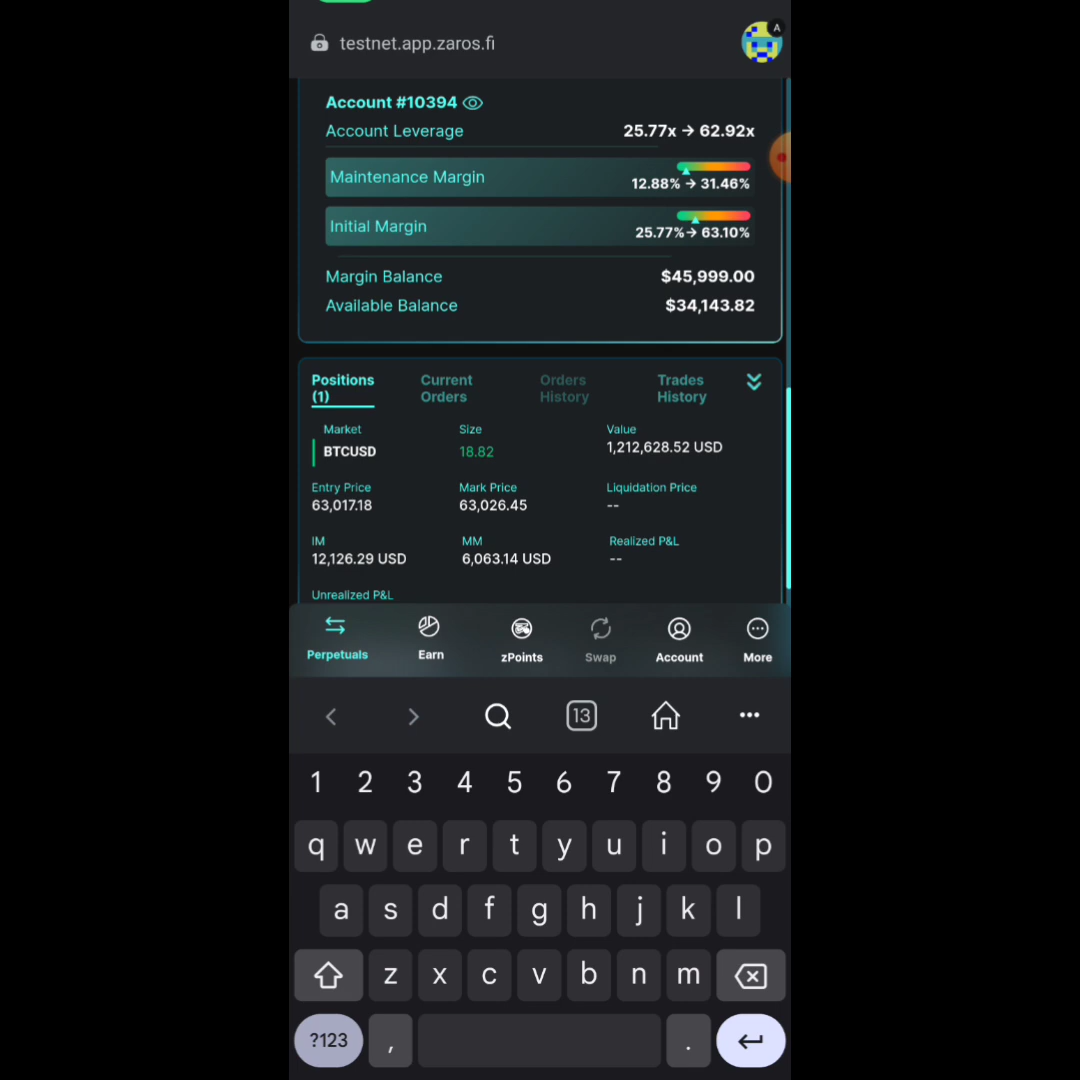 testnet.app.zaros.fi
A
Account #10394
Account Leverage 25.77x → 62.92x
Maintenance Margin 12.88% → 31.46%
Initial Margin 25.77% → 63.10%
Margin Balance $45,999.00
Available Balance $34,143.82
Positions (1) Current Orders Orders History Trades History
Market Size Value
BTCUSD 18.82 1,212,628.52 USD
Entry Price Mark Price Liquidation Price
63,017.18 63,026.45 --
IM MM Realized P&L
12,126.29 USD 6,063.14 USD --
Unrealized P&L
Perpetuals Earn zPoints Swap Account More
13
1 2 3 4 5 6 7 8 9 0
q w e r t y u i o p
a s d f g h j k l
z x c v b n m
?123 , .